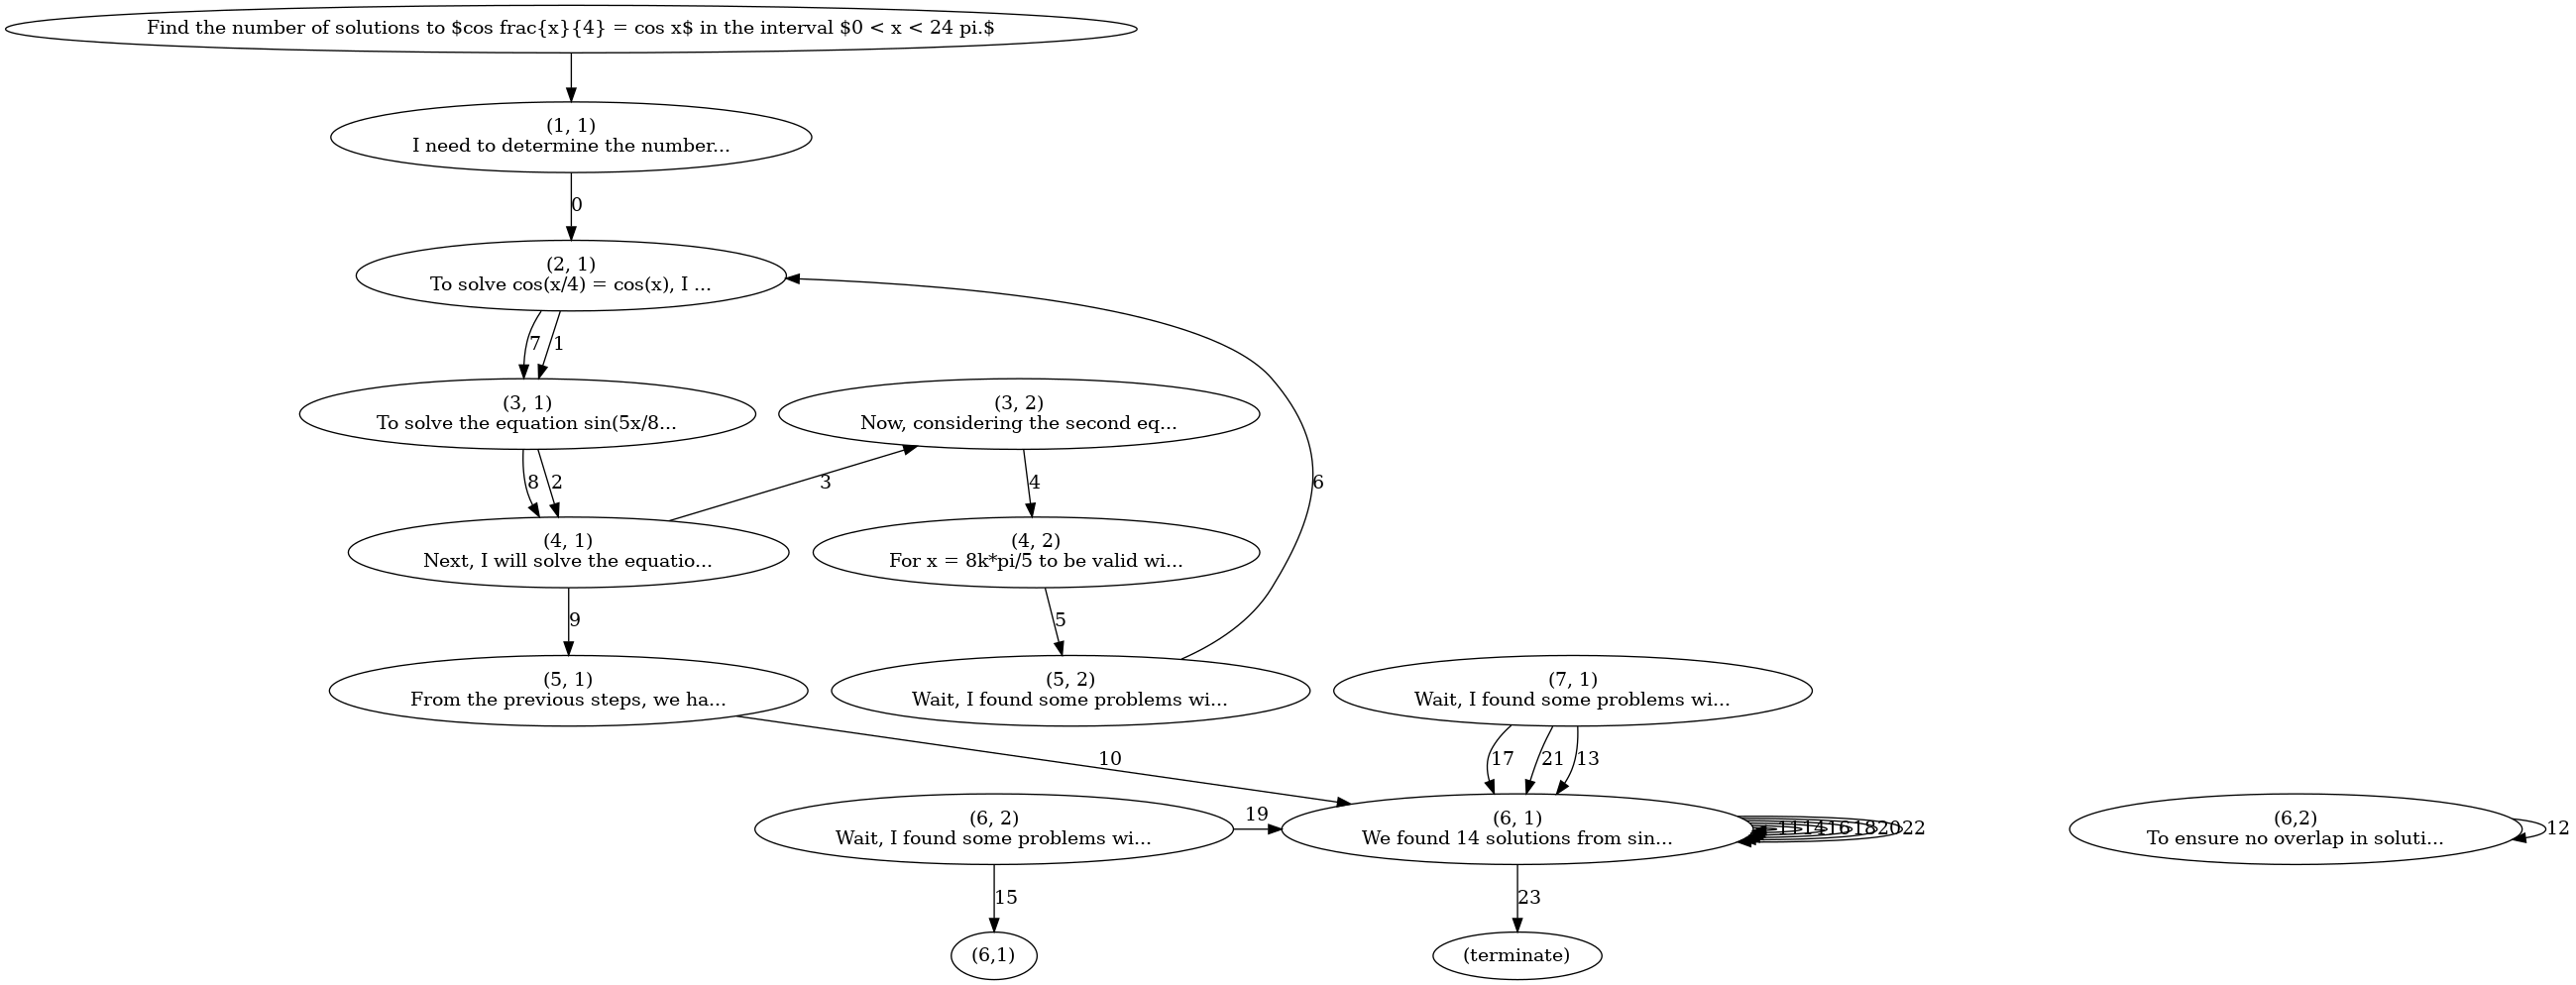 Find the number of solutions to $cos frac{x}{4} = cos x$ in the interval $0 < x < 24 pi.$
(1, 1)
I need to determine the number...
0
(2, 1)
To solve cos(x/4) = cos(x), I ...
7
1
(3, 1)
To solve the equation sin(5x/8...
(3, 2)
Now, considering the second eq...
8
2
3
4
6
(4, 1)
Next, I will solve the equatio...
(4, 2)
For x = 8k*pi/5 to be valid wi...
9
5
(5, 1)
From the previous steps, we ha...
(5, 2)
Wait, I found some problems wi...
(7, 1)
Wait, I found some problems wi...
10
17
21
13
(6, 2)
Wait, I found some problems wi...
19
(6, 1)
We found 14 solutions from sin...
11
14
16
18
20
22
(6,2)
To ensure no overlap in soluti...
12
15
23
(6,1)
(terminate)